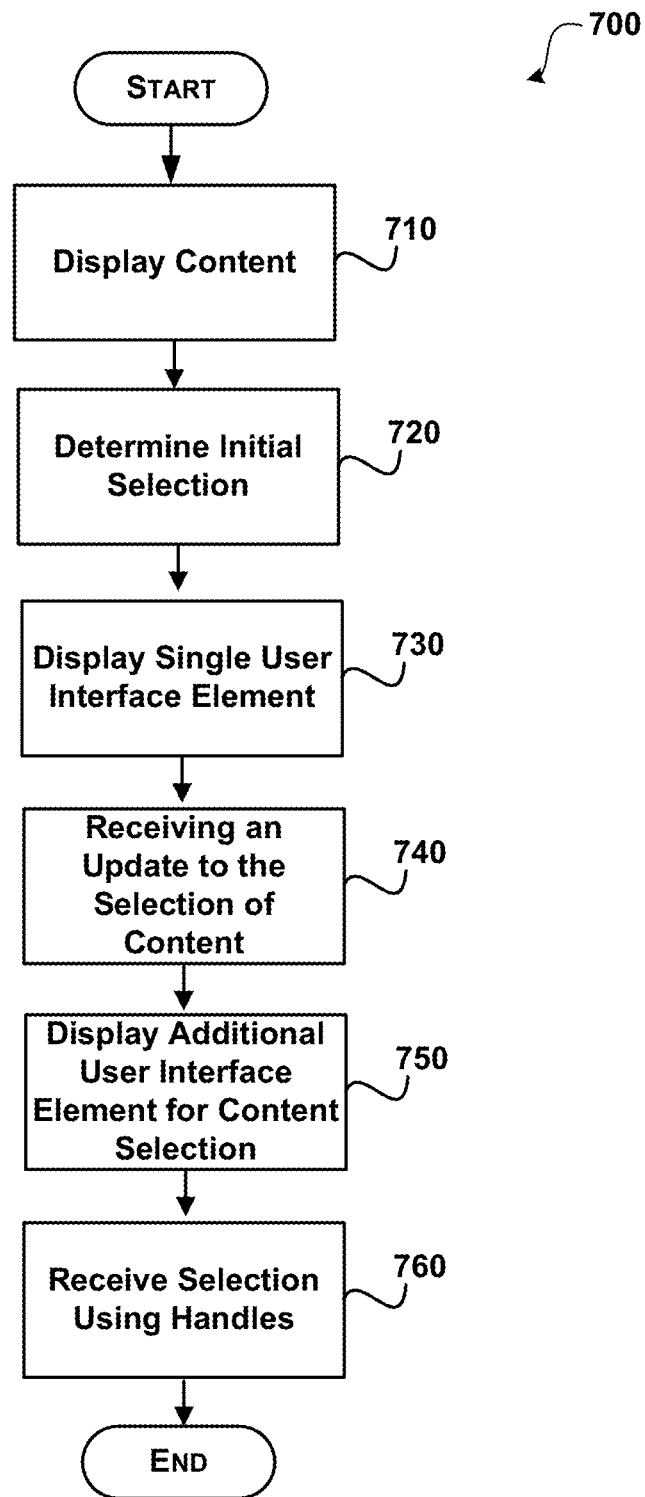 700
START
Display Content
710
Determine Initial
Selection
720
Display Single User
Interface Element
730
Receiving an
Update to the
Selection of
Content
740
Display Additional
User Interface
Element for Content
Selection
750
Receive Selection
Using Handles
760
END